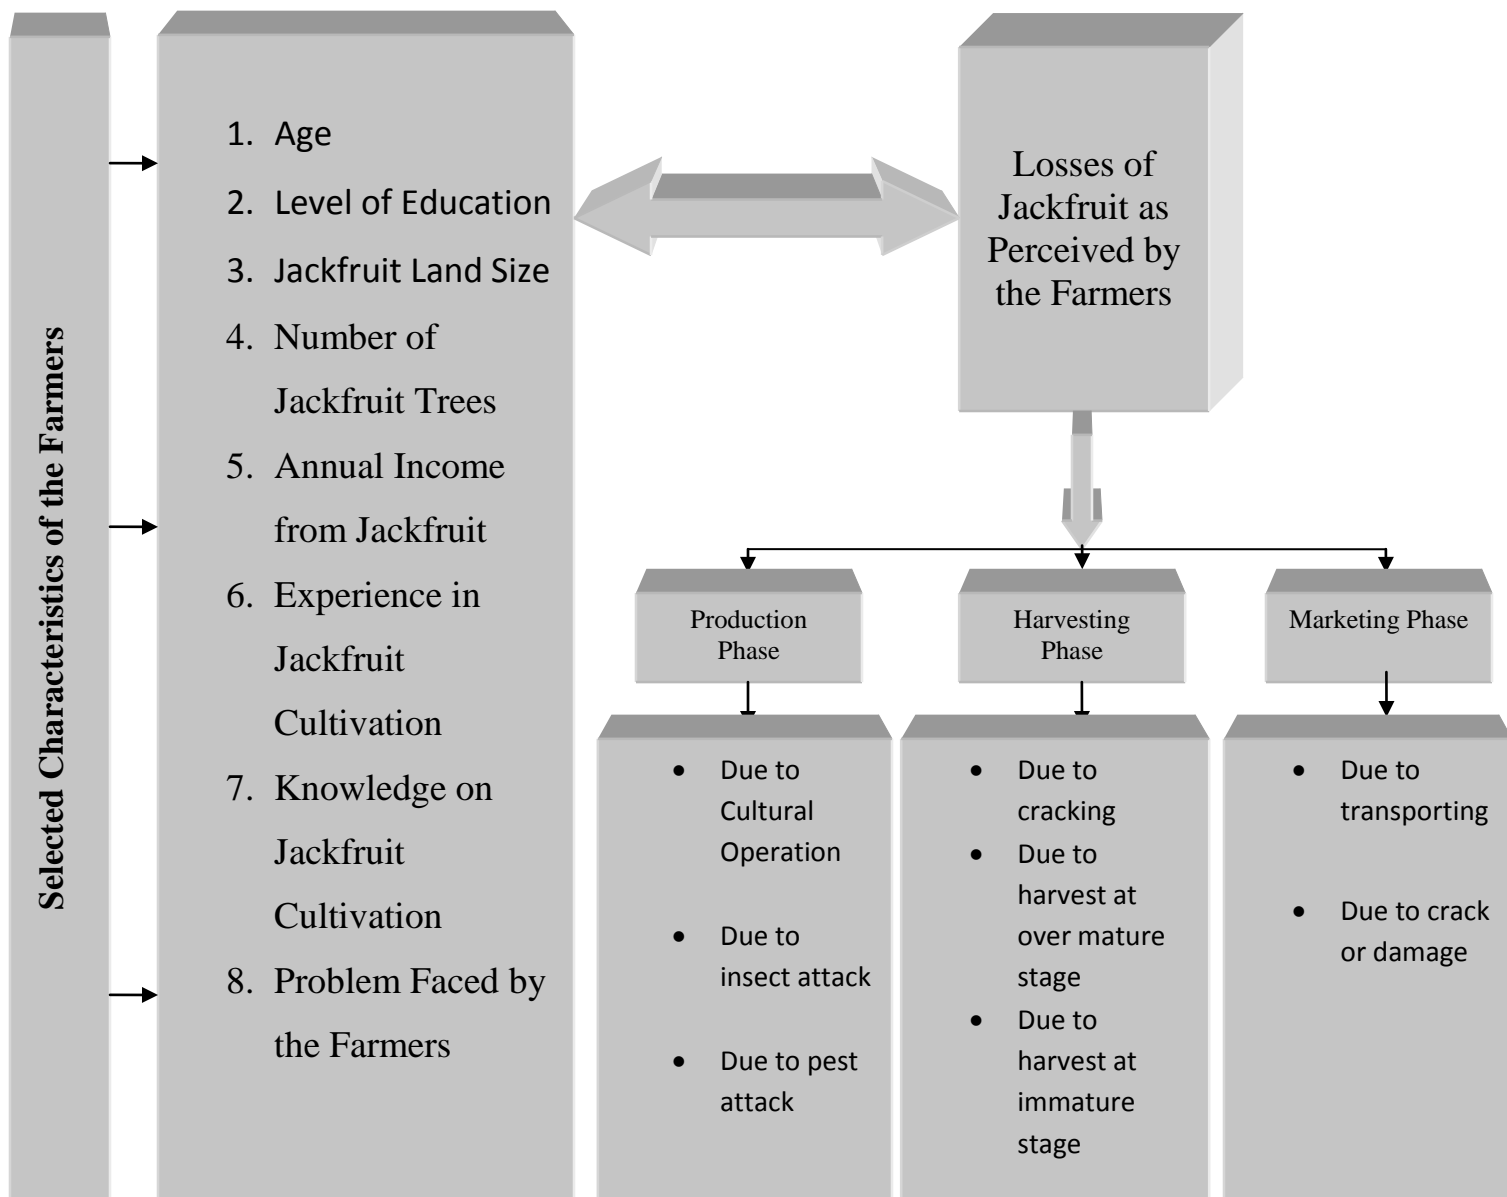 Selected Characteristics of the Farmers
1. Age
2. Level of Education
3. Jackfruit Land Size
4. Number of
Jackfruit Trees
5. Annual Income
from Jackfruit
6. Experience in
Jackfruit
Cultivation
7. Knowledge on
Jackfruit
Cultivation
8. Problem Faced by
the Farmers
Losses of
Jackfruit as
Perceived by
the Farmers
Production
Phase
• Due to
Cultural
Operation
• Due to
insect attack
• Due to pest
attack
Harvesting
Phase
• Due to
cracking
• Due to
harvest at
over mature
stage
• Due to
harvest at
immature
stage
Marketing Phase
• Due to
transporting
• Due to crack
or damage